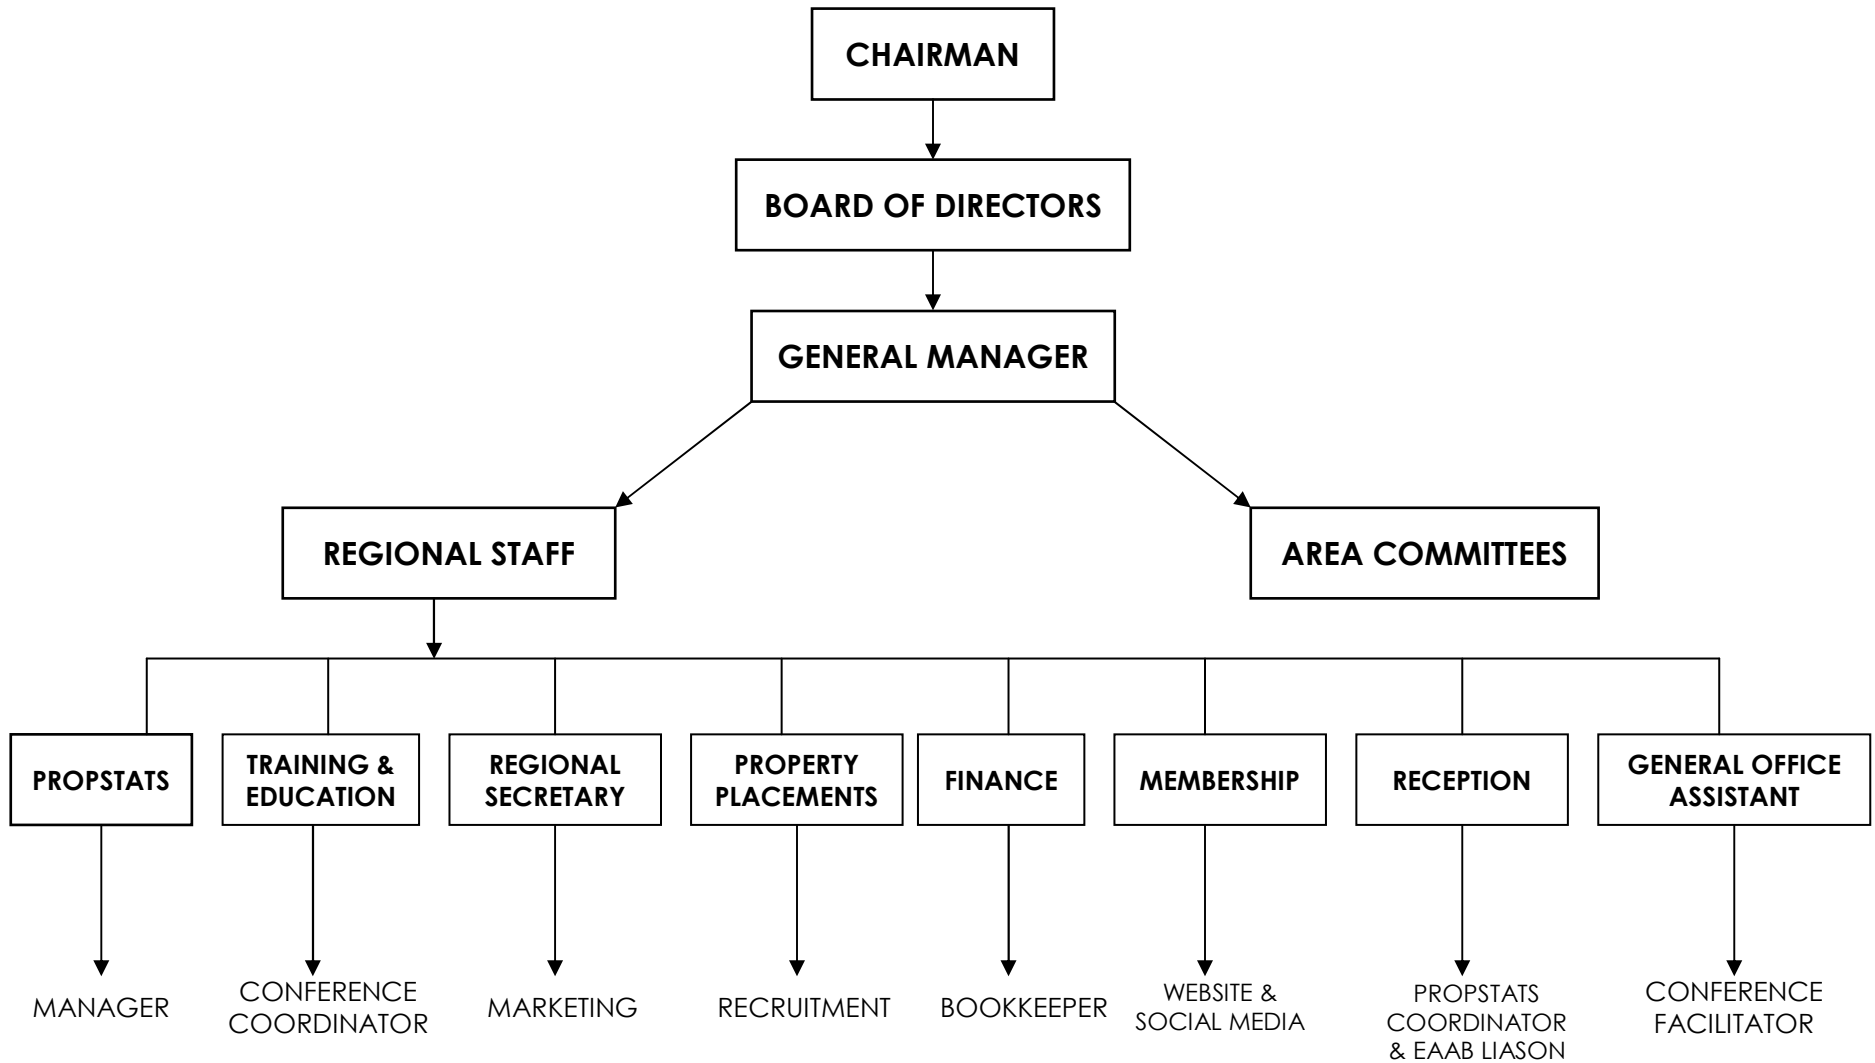 CHAIRMAN
BOARD OF DIRECTORS
GENERAL MANAGER
REGIONAL STAFF
AREA COMMITTEES
PROPSTATS
TRAINING &
EDUCATION
REGIONAL
SECRETARY
PROPERTY
PLACEMENTS
FINANCE
MEMBERSHIP
RECEPTION
GENERAL OFFICE
ASSISTANT
MANAGER
CONFERENCE
COORDINATOR
MARKETING
RECRUITMENT
BOOKKEEPER
WEBSITE &
SOCIAL MEDIA
PROPSTATS
COORDINATOR
& EAAB LIASON
CONFERENCE
FACILITATOR